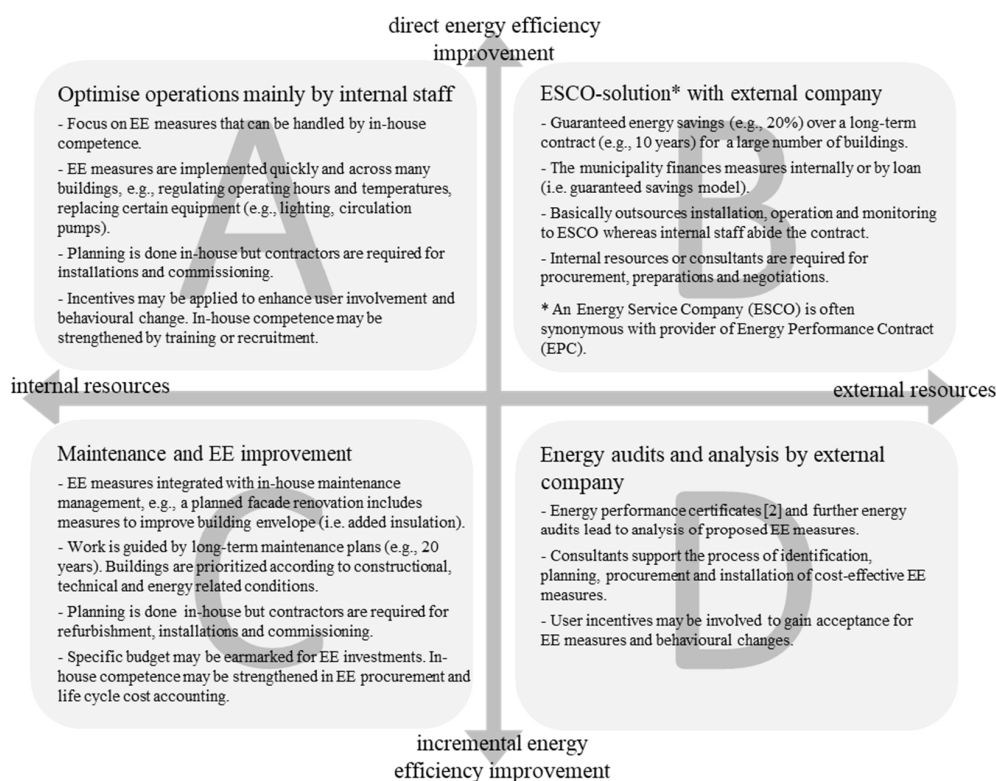 direct energy efficiency
improvement
A
Optimise operations mainly by internal staff
- Focus on EE measures that can be handled by in-house
competence.
- EE measures are implemented quickly and across many
buildings, e.g., regulating operating hours and temperatures,
replacing certain equipment (e.g., lighting, circulation
pumps).
- Planning is done in-house but contractors are required for
installations and commissioning.
- Incentives may be applied to enhance user involvement and
behavioural change. In-house competence may be
strengthened by training or recruitment.
B
ESCO-solution* with external company
- Guaranteed energy savings (e.g., 20%) over a long-term
contract (e.g., 10 years) for a large number of buildings.
- The municipality finances measures internally or by loan
(i.e. guaranteed savings model).
- Basically outsources installation, operation and monitoring
to ESCO whereas internal staff abide the contract.
- Internal resources or consultants are required for
procurement, preparations and negotiations.
* An Energy Service Company (ESCO) is often
synonymous with provider of Energy Performance Contract
(EPC).
internal resources
external resources
C
Maintenance and EE improvement
- EE measures integrated with in-house maintenance
management, e.g., a planned facade renovation includes
measures to improve building envelope (i.e. added insulation).
- Work is guided by long-term maintenance plans (e.g., 20
years). Buildings are prioritized according to constructional,
technical and energy related conditions.
- Planning is done in-house but contractors are required for
refurbishment, installations and commissioning.
- Specific budget may be earmarked for EE investments. In-
house competence may be strengthened in EE procurement and
life cycle cost accounting.
D
Energy audits and analysis by external
company
- Energy performance certificates [2] and further energy
audits lead to analysis of proposed EE measures.
- Consultants support the process of identification,
planning, procurement and installation of cost-effective EE
measures.
- User incentives may be involved to gain acceptance for
EE measures and behavioural changes.
incremental energy
efficiency improvement